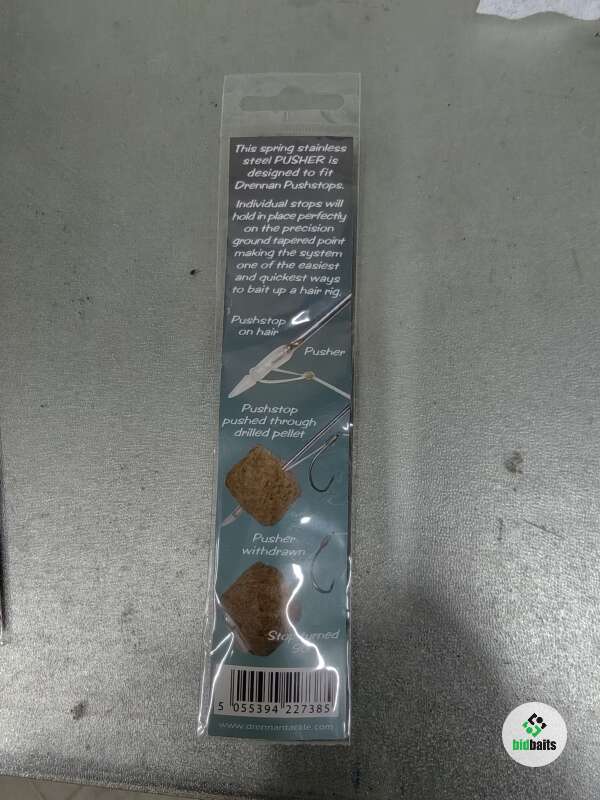 This spring stainless
steel PUSHER is
designed to fit
Drennan Pushstops.
Individual stops will
hold in place perfectly
on the precision
ground tapered point
making the system
one of the easiest
and quickest ways
to bait up a hair rig.
Pushstop
on hair
Pusher
Pushstop
pushed through
drilled pellet
Pusher
withdrawn
Stop turned
5 055394 227385
www.drennantackle.com
bidbaits